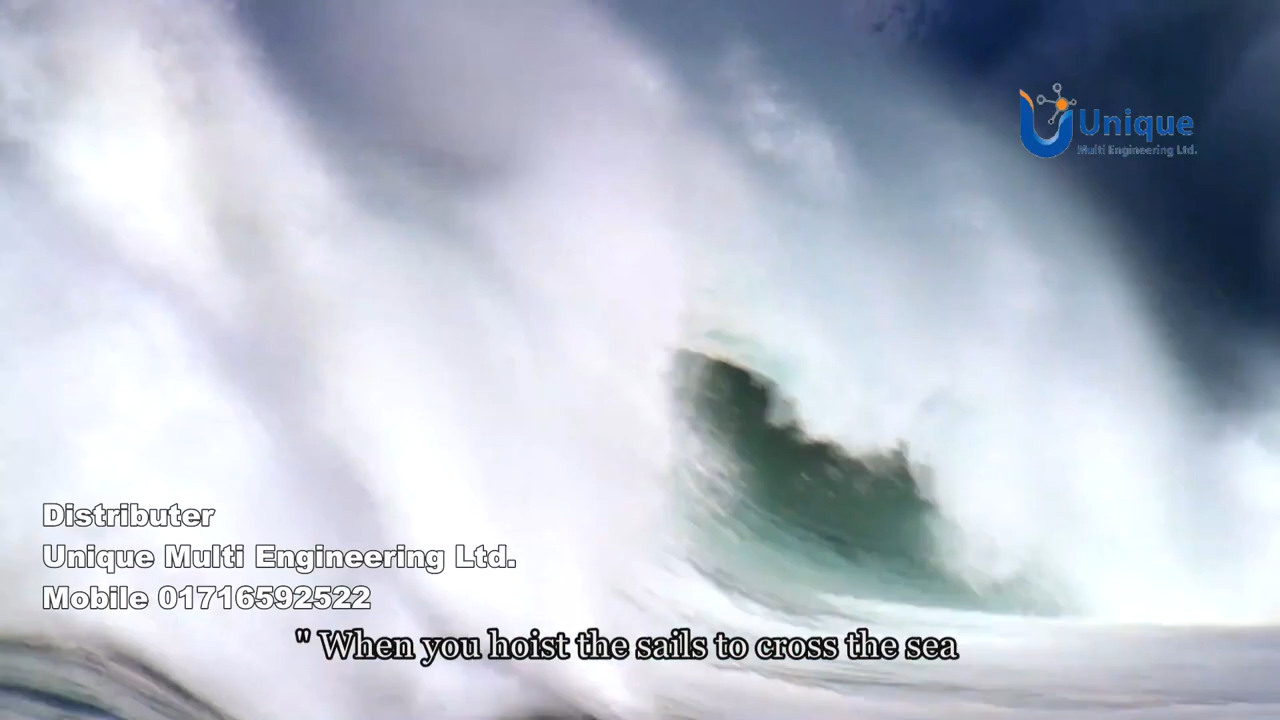 Unique
Multi Engineering Ltd.
Distributer
Unique Multi Engineering Ltd.
Mobile 01716592522
" When you hoist the sails to cross the sea